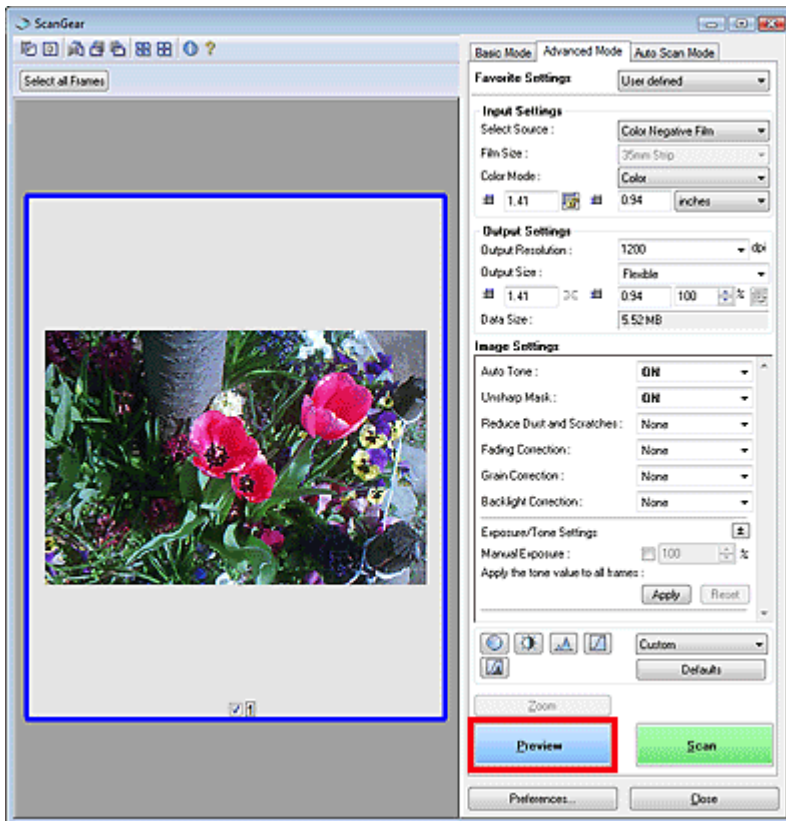 ScanGear
Basic Mode Advanced Mode Auto Scan Mode
Select all Frames
Favorite Settings User defined
Input Settings
Select Source : Color Negative Film
Film Size : 35mm Strip
Color Mode : Color
1.41 0.94 inches
Output Settings
Output Resolution : 1200 dpi
Output Size : Flexible
1.41 0.94 100 %
Data Size : 5.52 MB
Image Settings
Auto Tone : ON
Unsharp Mask : ON
Reduce Dust and Scratches : None
Fading Correction : None
Grain Correction : None
Backlight Correction : None
Exposure/Tone Settings
Manual Exposure : 100 %
Apply the tone value to all frames :
Apply Reset
Custom
Defaults
Zoom
1
Preview Scan
Preferences... Close